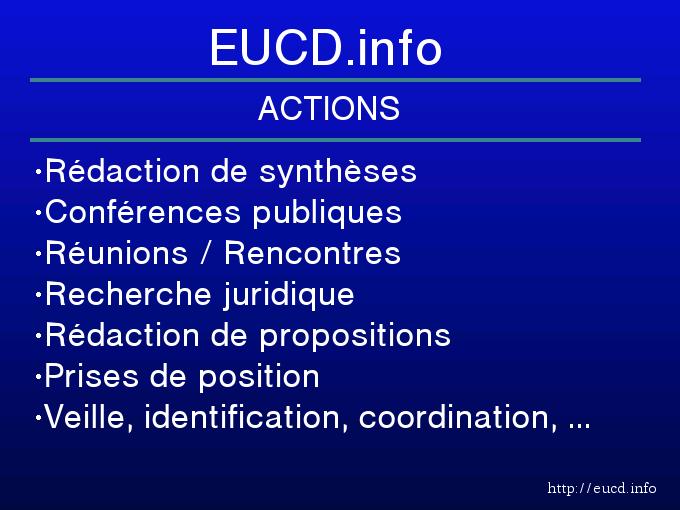 EUCD.info
ACTIONS
·Rédaction de synthèses
·Conférences publiques
·Réunions / Rencontres
·Recherche juridique
·Rédaction de propositions
·Prises de position
·Veille, identification, coordination, ...
http://eucd.info